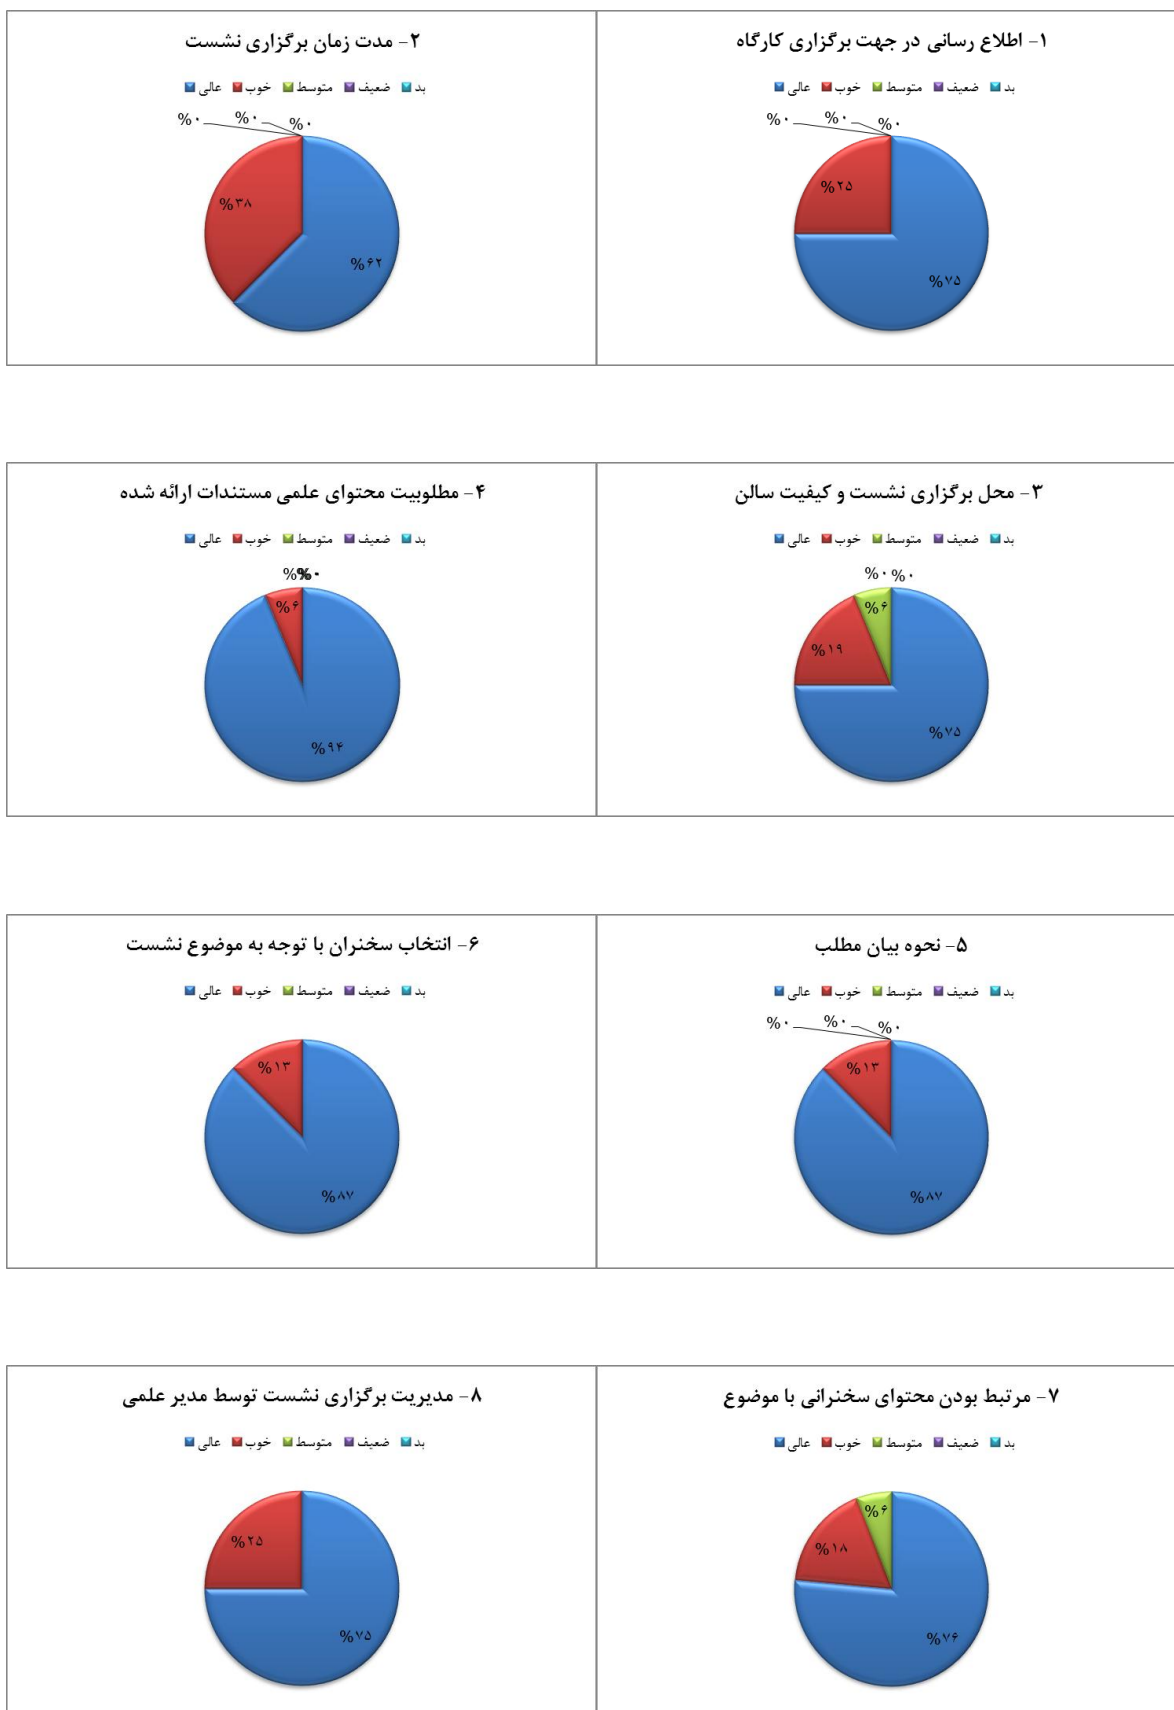 ۱- اطلاع رسانی در جهت برگزاری کارگاه
عالی خوب متوسط ضعیف بد
%۰ %۰ %۰
%۲۵
%۷۵
۲- مدت زمان برگزاری نشست
عالی خوب متوسط ضعیف بد
%۰ %۰ %۰
%۳۸
%۶۲
۳- محل برگزاری نشست و کیفیت سالن
عالی خوب متوسط ضعیف بد
%۰ %۰
%۶
%۱۹
%۷۵
۴- مطلوبیت محتوای علمی مستندات ارائه شده
عالی خوب متوسط ضعیف بد
%۰
%۶
%۹۴
۵- نحوه بیان مطلب
عالی خوب متوسط ضعیف بد
%۰ %۰ %۰
%۱۳
%۸۷
۶- انتخاب سخنران با توجه به موضوع نشست
عالی خوب متوسط ضعیف بد
%۱۳
%۸۷
۷- مرتبط بودن محتوای سخنرانی با موضوع
عالی خوب متوسط ضعیف بد
%۶
%۱۸
%۷۶
۸- مدیریت برگزاری نشست توسط مدیر علمی
عالی خوب متوسط ضعیف بد
%۲۵
%۷۵